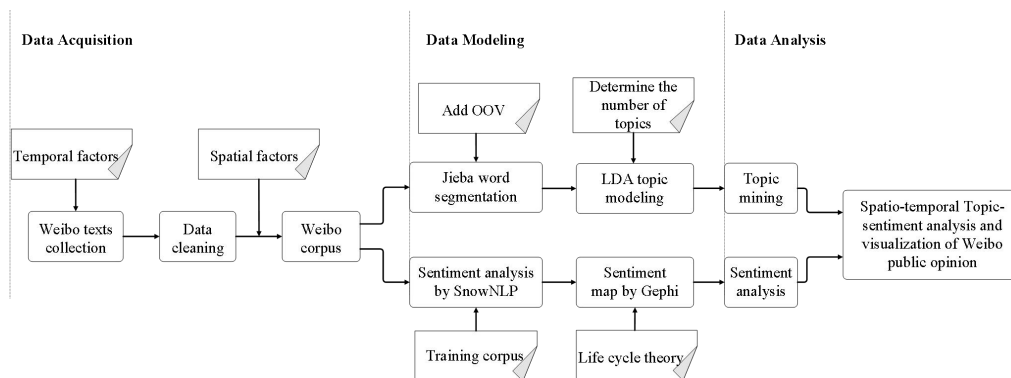 Data Acquisition
Data Modeling
Data Analysis
Add OOV
Determine the
number of
topics
Temporal factors
Spatial factors
Jieba word
segmentation
LDA topic
modeling
Topic
mining
Weibo texts
collection
Data
cleaning
Weibo
corpus
Spatio-temporal Topic-
sentiment analysis and
visualization of Weibo
public opinion
Sentiment analysis
by SnowNLP
Sentiment
map by Gephi
Sentiment
analysis
Training corpus
Life cycle theory